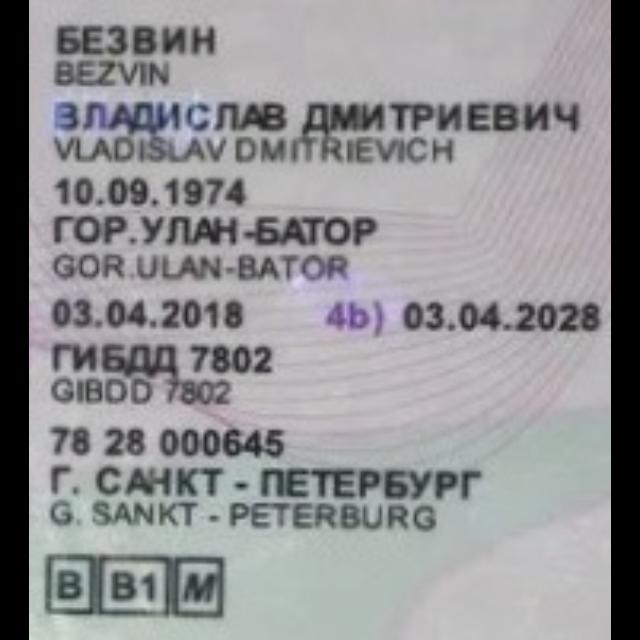 БЕЗВИН
BEZVIN
ВЛАДИСЛАВ ДМИТРИЕВИЧ
VLADISLAV DMITRIEVICH
10.09.1974
ГОР.УЛАН-БАТОР
GOR.ULAN-BATOR
03.04.2018 4b) 03.04.2028
ГИБДД 7802
GIBDD 7802
78 28 000645
Г. САНКТ - ПЕТЕРБУРГ
G. SANKT - PETERBURG
B B1 M